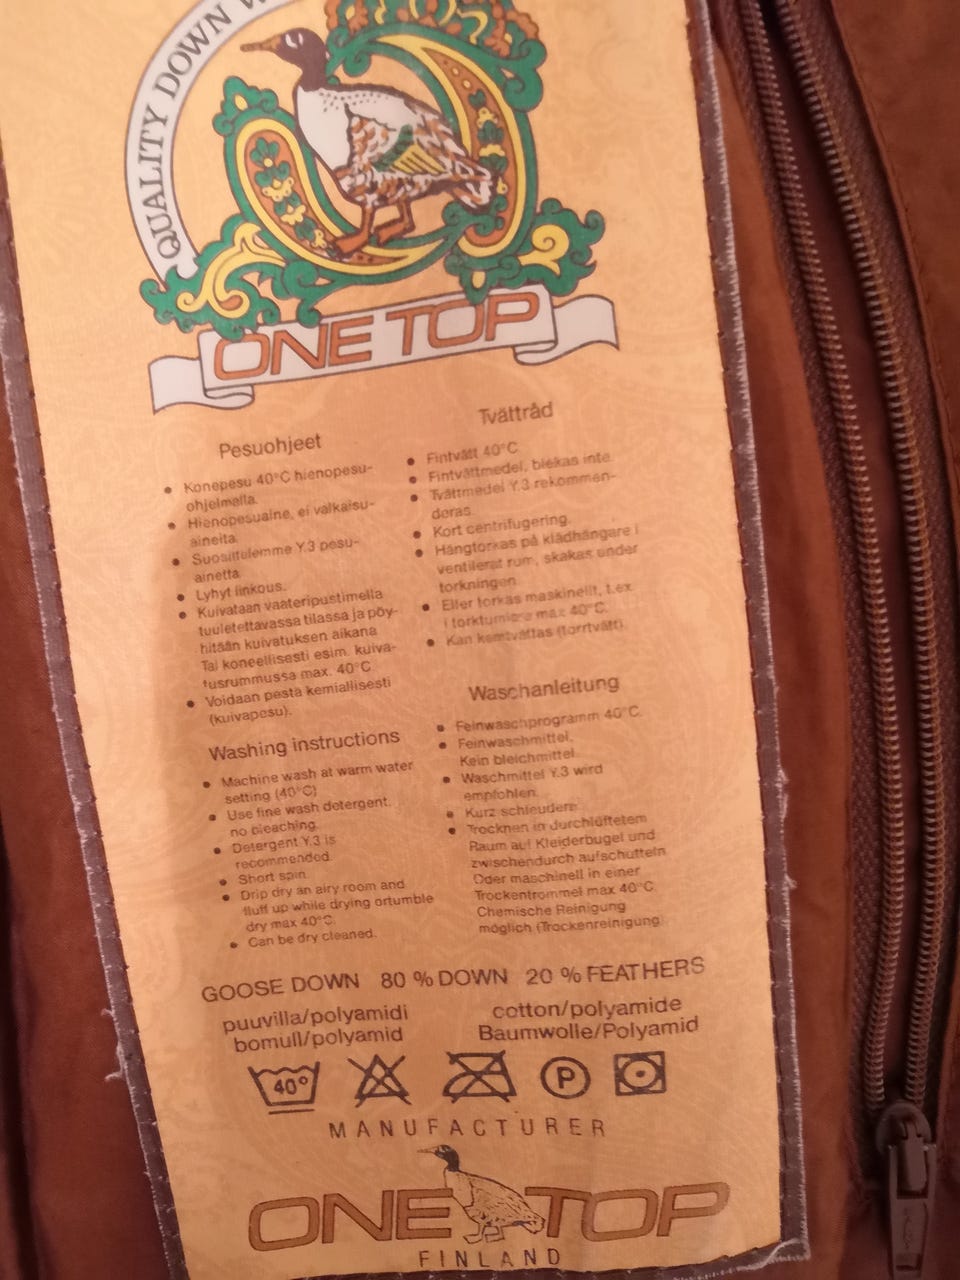 QUALITY DOWN
ONE TOP
Pesuohjeet
• Konepesu 40°C hienopesu-
ohjelmalla.
• Hienopesuaine, ei valkaisu-
aineita.
• Suosittelemme Y.3 pesu-
ainetta.
• Lyhyt linkous.
• Kuivataan vaateripustimella
tuuletettavassa tilassa ja pöy-
hitään kuivatuksen aikana
Tai koneellisesti esim. kuiva-
tusrummussa max. 40°C.
• Voidaan pestä kemiallisesti
(kuivapesu).
Tvättråd
• Fintvätt 40°C
• Fintvättmedel, blekas inte.
• Tvättmedel Y.3 rekommen-
deras.
• Kort centrifugering.
• Hängtorkas på klädhängare i
ventilerat rum, skakas under
torkningen.
• Eller torkas maskinellt, t.ex.
i torktumlare max 40°C.
• Kan kemtvättas (torrtvätt).
Washing instructions
• Machine wash at warm water
setting (40°C)
• Use fine wash detergent,
no bleaching.
• Detergent Y.3 is
recommended.
• Short spin.
• Drip dry an airy room and
fluff up while drying ortumble
dry max 40°C.
• Can be dry cleaned.
Waschanleitung
• Feinwaschprogramm 40°C.
• Feinwaschmittel.
Kein bleichmittel.
• Waschmittel Y.3 wird
empfohlen.
• Kurz schleudern.
• Trocknen in durchlüftetem
Raum auf Kleiderbügel und
zwischendurch aufschütteln
Oder maschinell in einer
Trockentrommel max 40°C.
Chemische Reinigung
möglich (Trockenreinigung).
GOOSE DOWN 80 % DOWN 20 % FEATHERS
puuvilla/polyamidi
bomull/polyamid
cotton/polyamide
Baumwolle/Polyamid
40° P
MANUFACTURER
ONE TOP
FINLAND